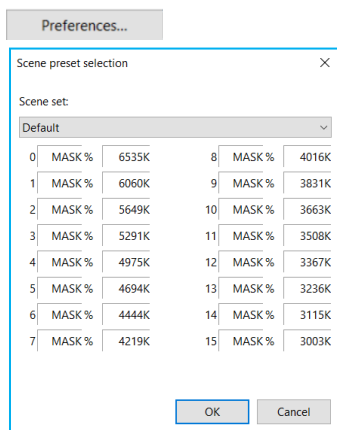 Preferences...
Scene preset selection
Scene set:
Default
0 MASK % 6535K 8 MASK % 4016K
1 MASK % 6060K 9 MASK % 3831K
2 MASK % 5649K 10 MASK % 3663K
3 MASK % 5291K 11 MASK % 3508K
4 MASK % 4975K 12 MASK % 3367K
5 MASK % 4694K 13 MASK % 3236K
6 MASK % 4444K 14 MASK % 3115K
7 MASK % 4219K 15 MASK % 3003K
OK Cancel